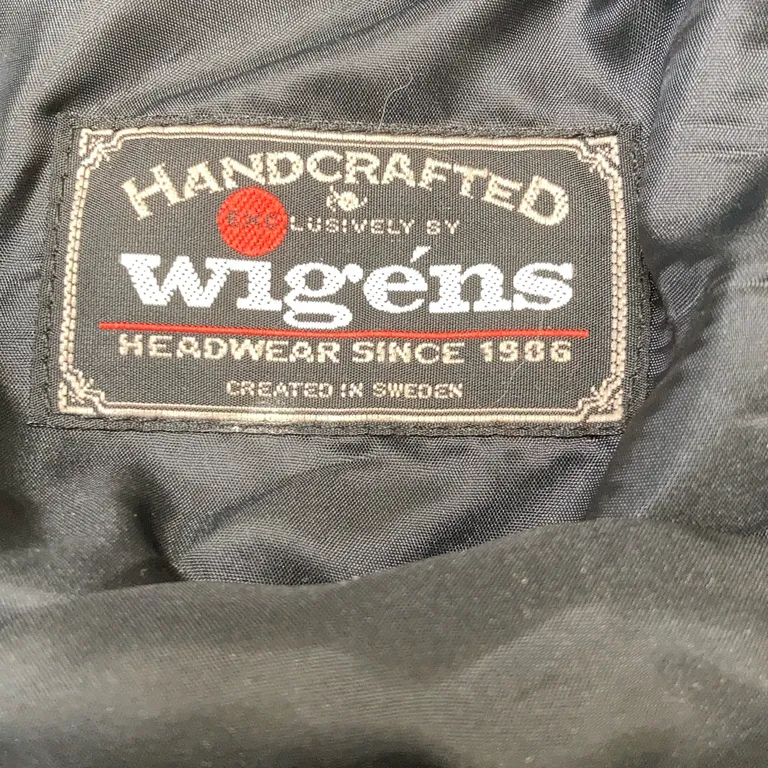 HANDCRAFTED
EXCLUSIVELY BY
wigéns
HEADWEAR SINCE 1906
CREATED IN SWEDEN